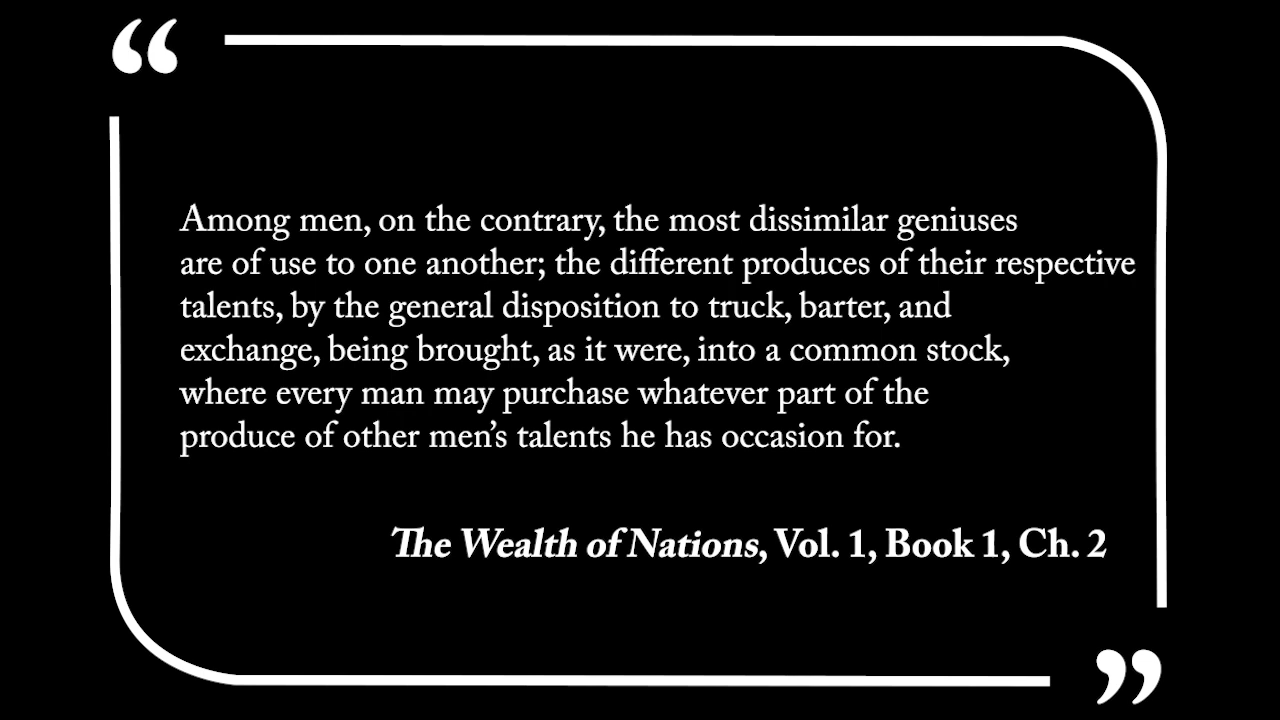 “
Among men, on the contrary, the most dissimilar geniuses
are of use to one another; the different produces of their respective
talents, by the general disposition to truck, barter, and
exchange, being brought, as it were, into a common stock,
where every man may purchase whatever part of the
produce of other men’s talents he has occasion for.
The Wealth of Nations, Vol. 1, Book 1, Ch. 2
”